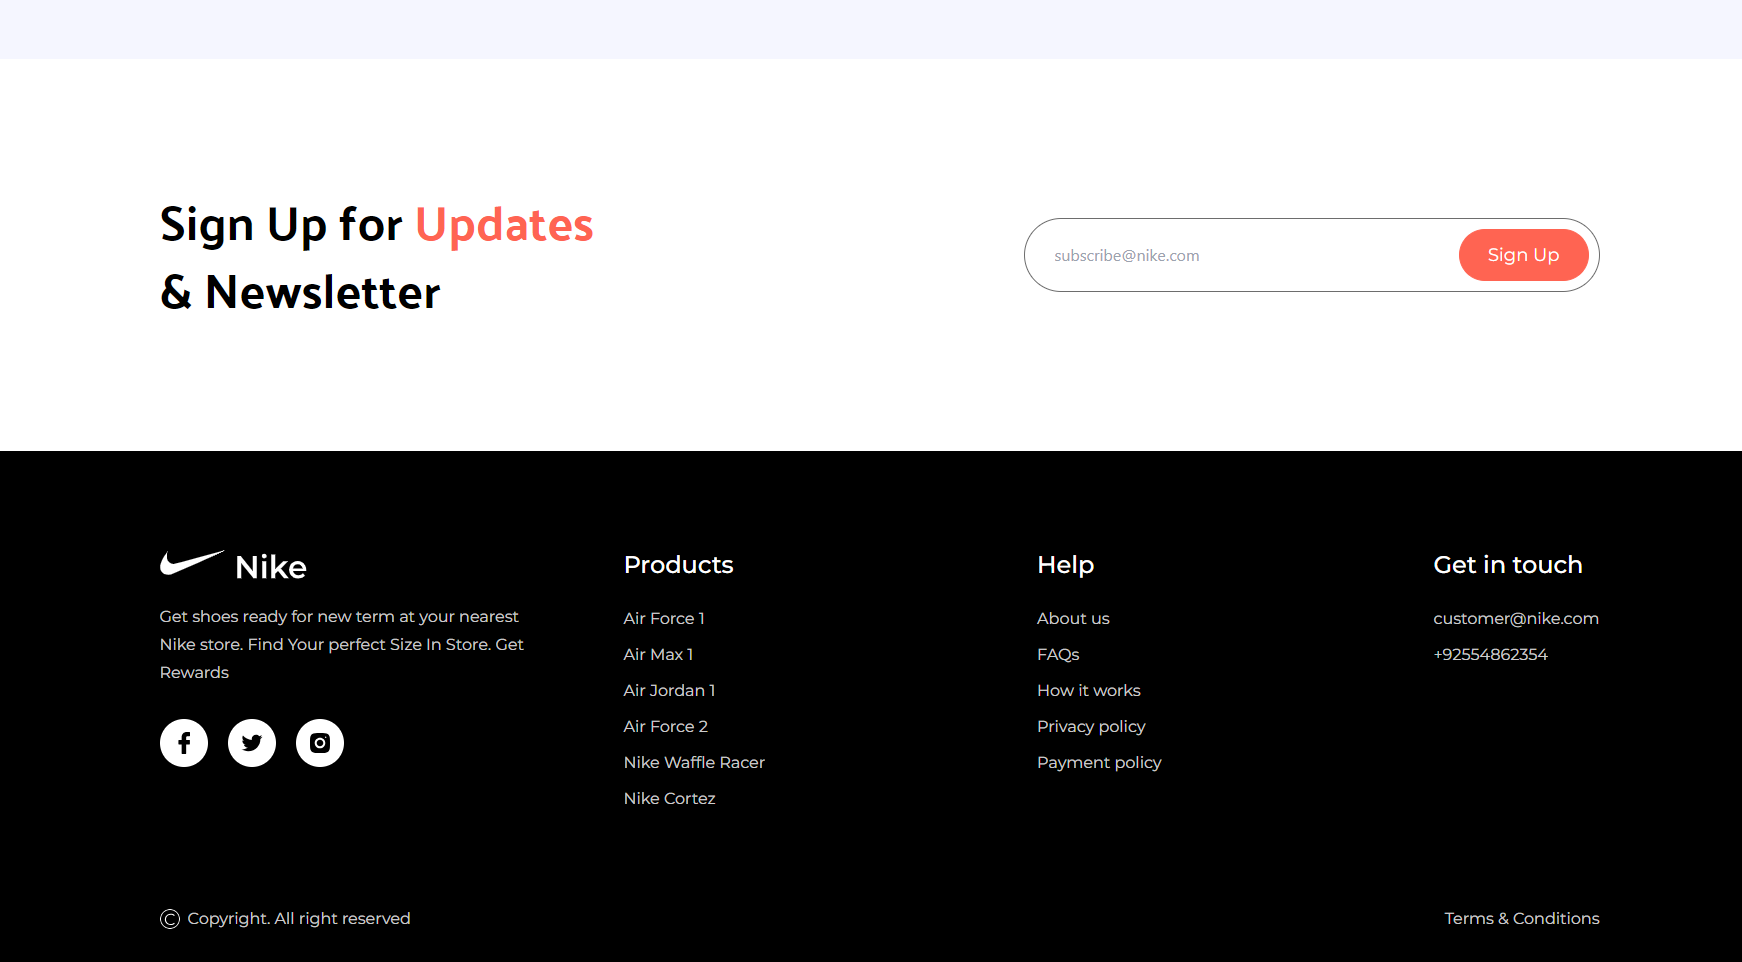 Sign Up for Updates
& Newsletter
subscribe@nike.com
Sign Up
Nike
Get shoes ready for new term at your nearest
Nike store. Find Your perfect Size In Store. Get
Rewards
Products
Air Force 1
Air Max 1
Air Jordan 1
Air Force 2
Nike Waffle Racer
Nike Cortez
Help
About us
FAQs
How it works
Privacy policy
Payment policy
Get in touch
customer@nike.com
+92554862354
© Copyright. All right reserved
Terms & Conditions